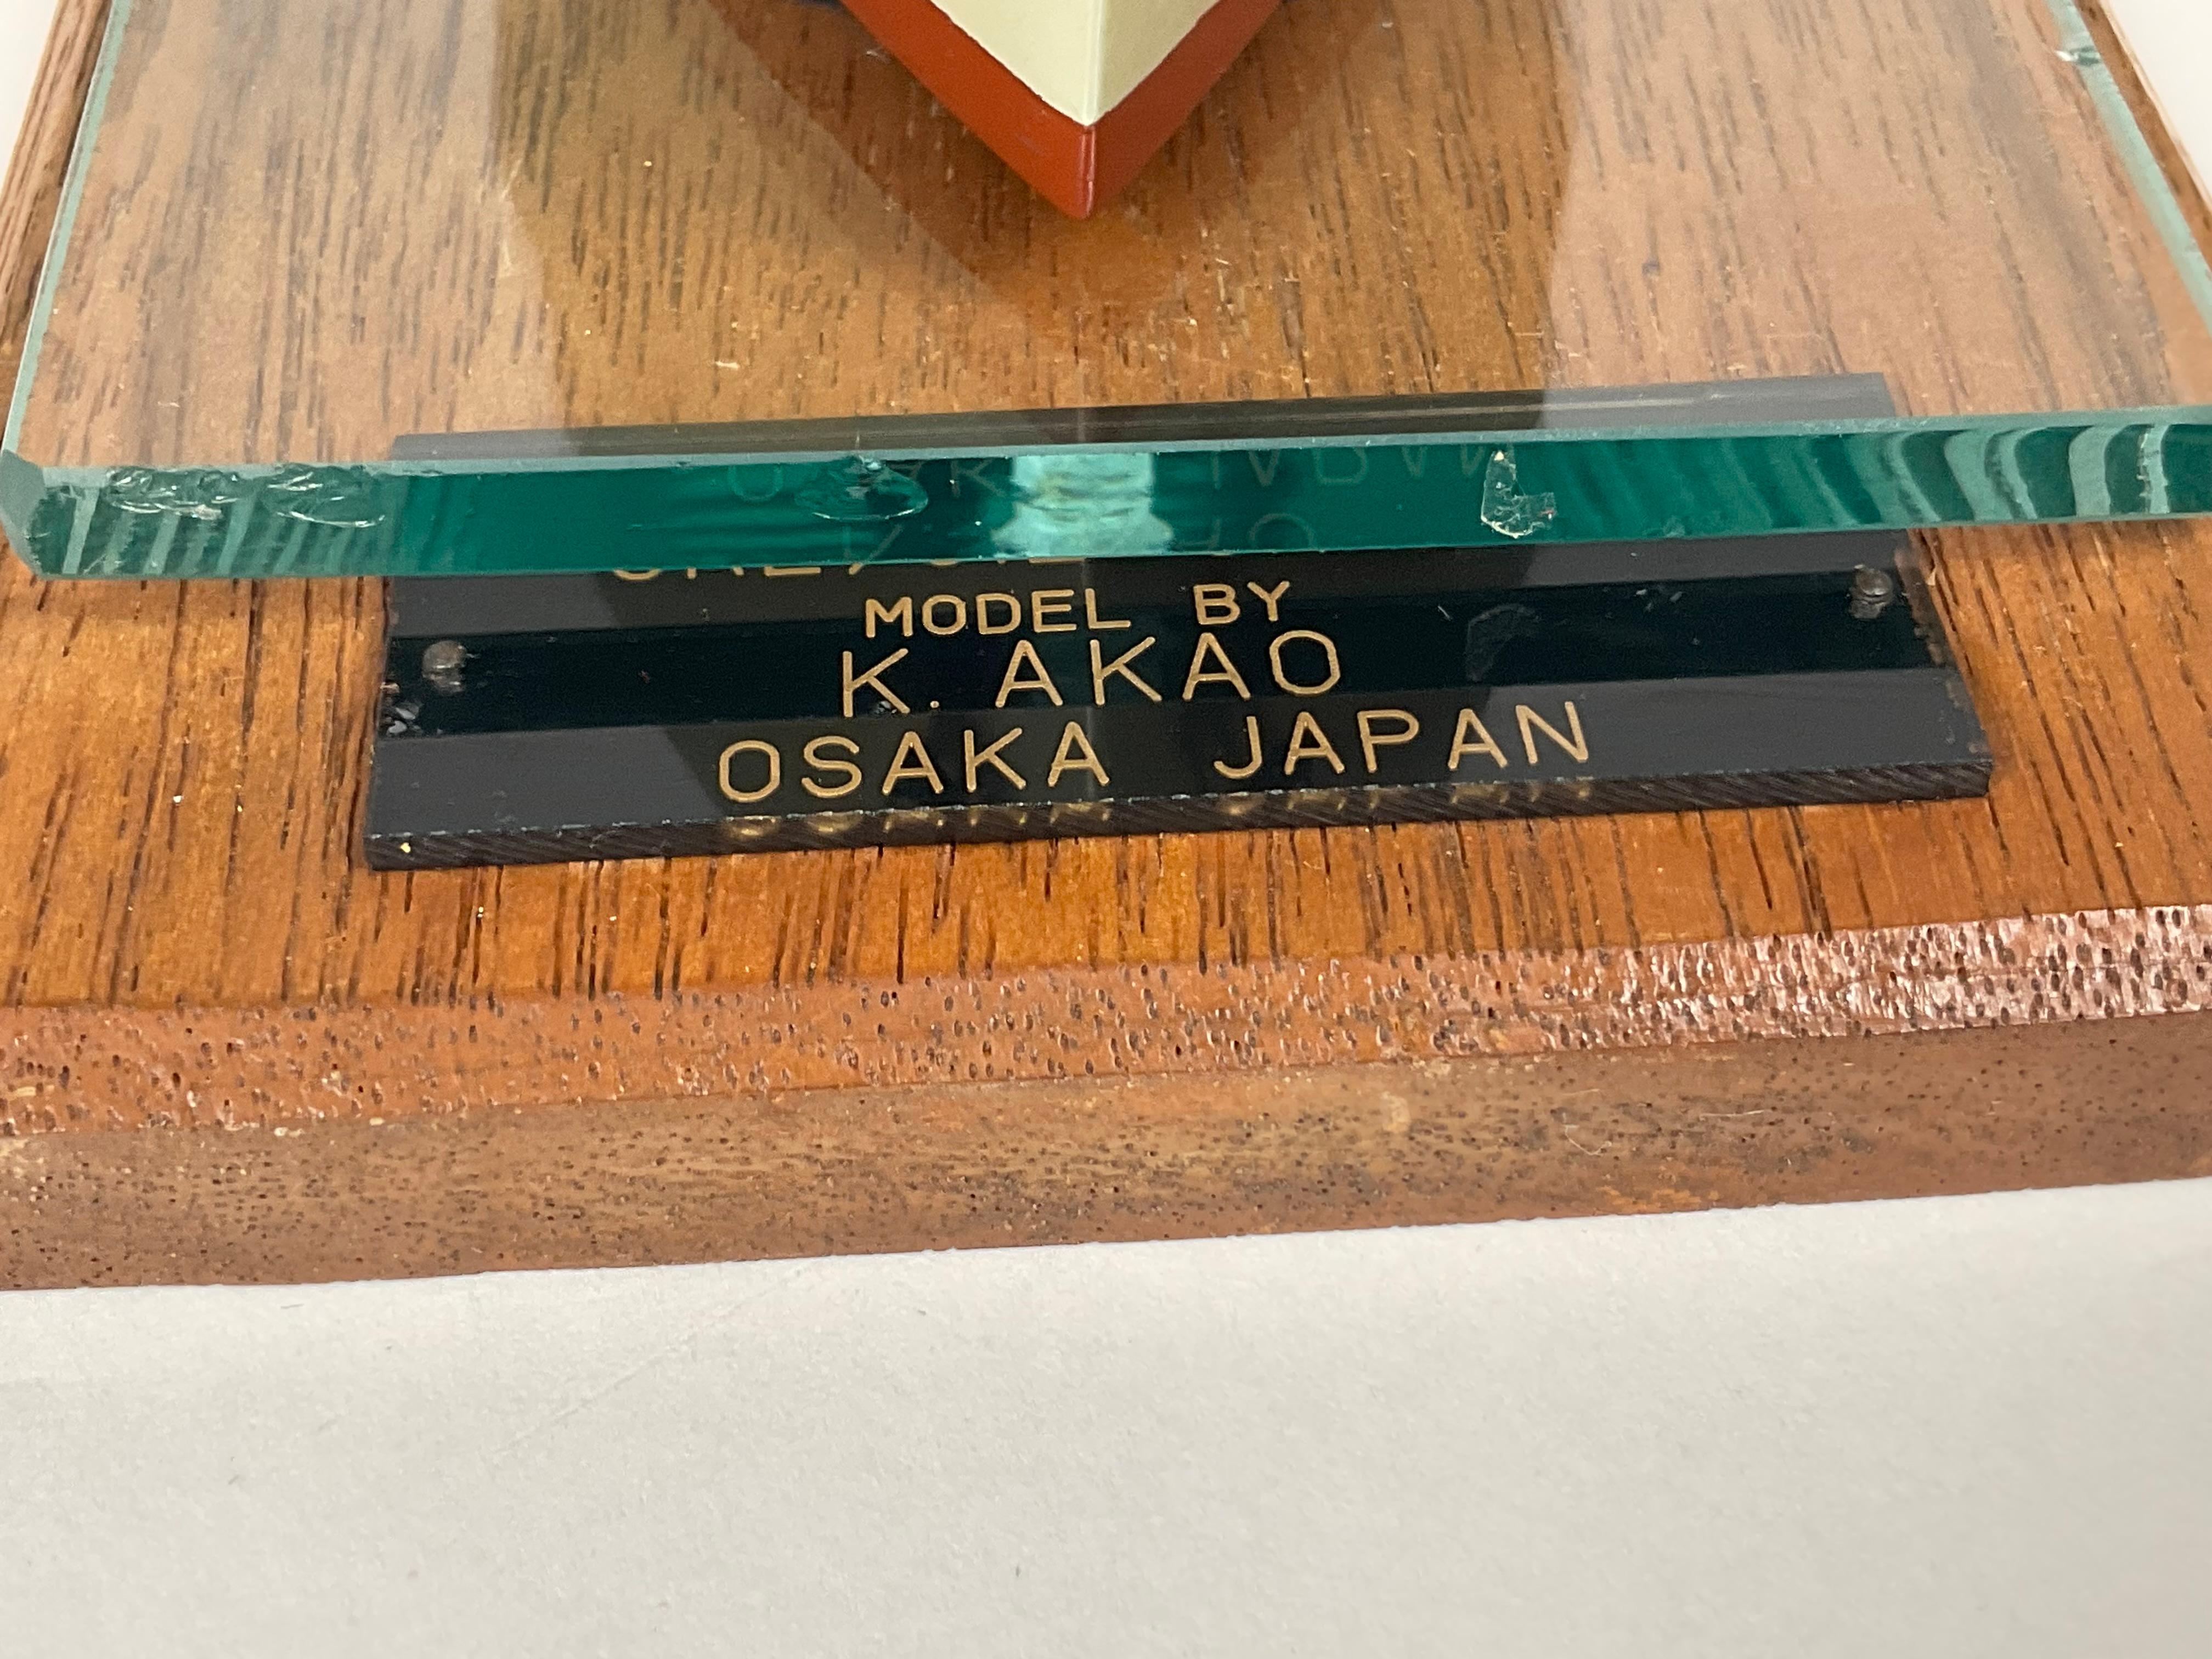 MODEL BY
K. AKAO
OSAKA JAPAN